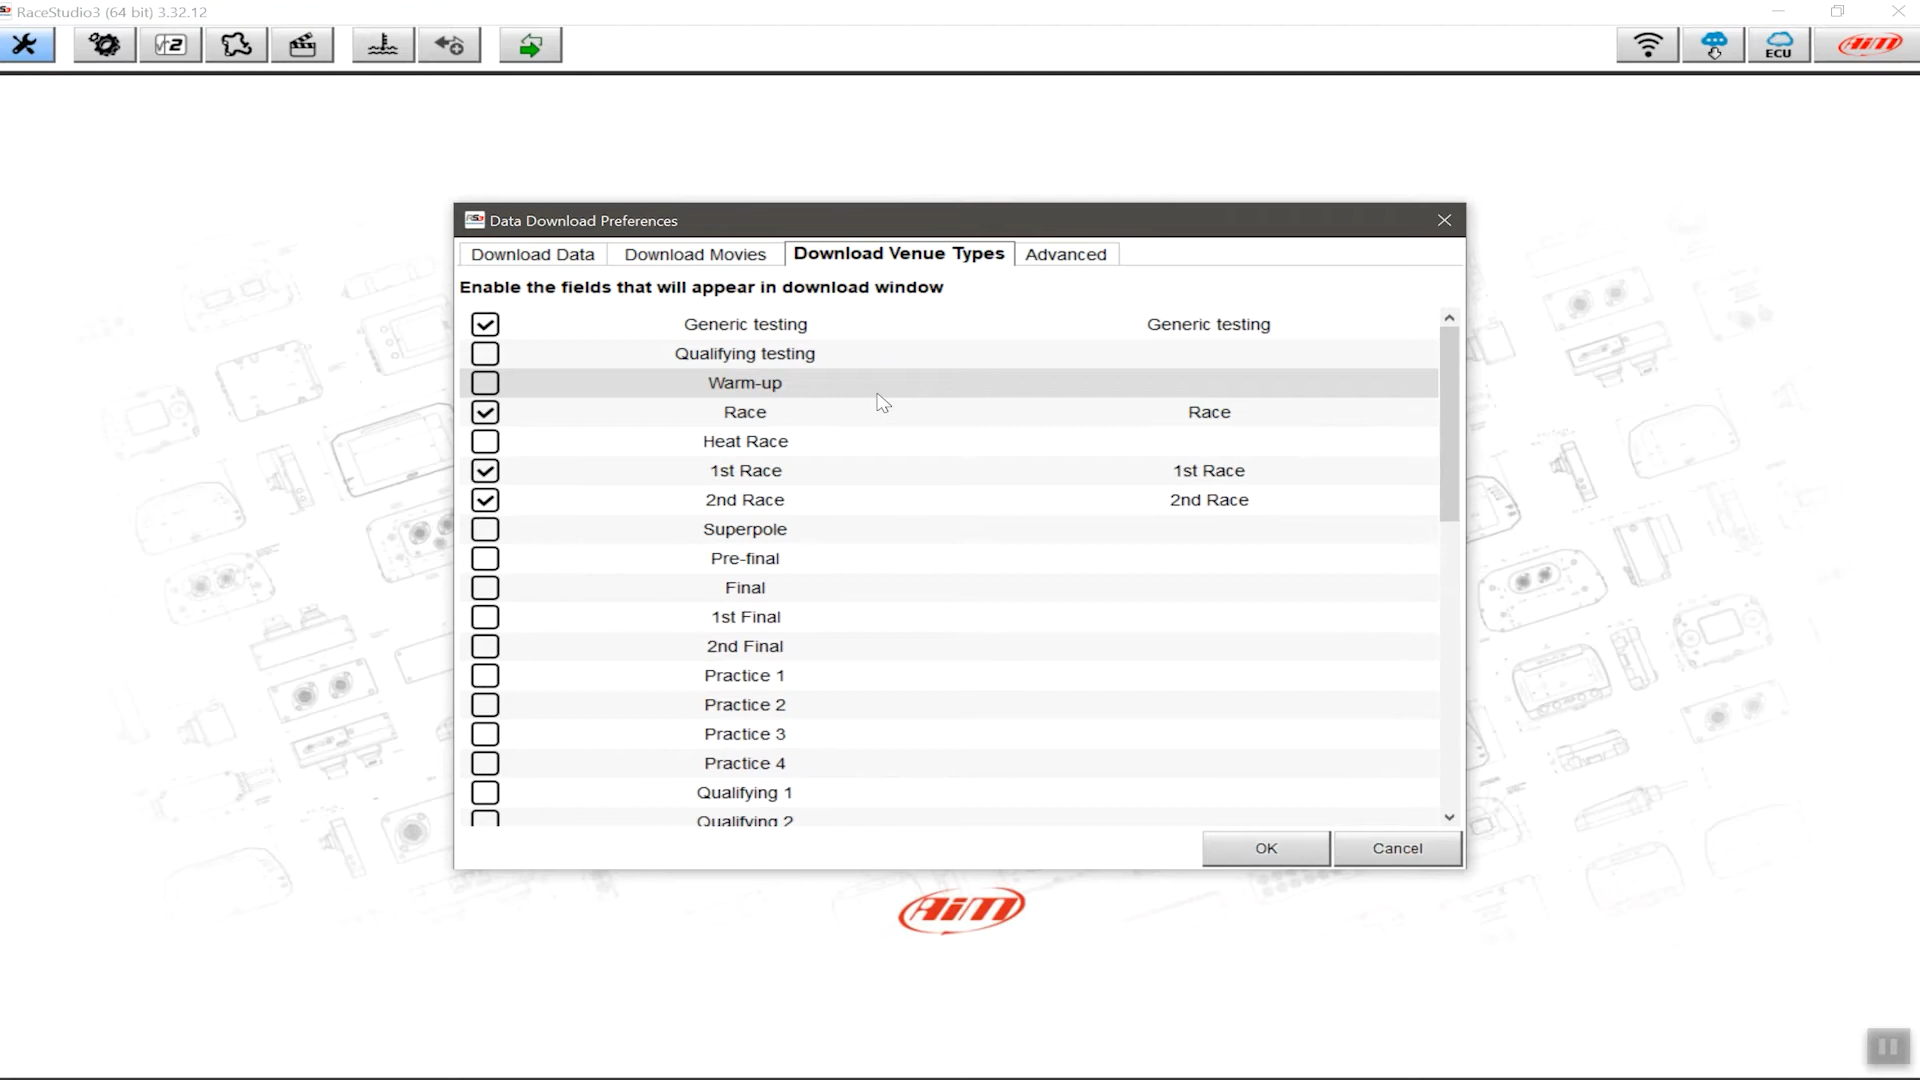 RaceStudio3 (64 bit) 3.32.12
ECU
AiM
Data Download Preferences
Download Data
Download Movies
Download Venue Types
Advanced
Enable the fields that will appear in download window
Generic testing Generic testing
Qualifying testing
Warm-up
Race Race
Heat Race
1st Race 1st Race
2nd Race 2nd Race
Superpole
Pre-final
Final
1st Final
2nd Final
Practice 1
Practice 2
Practice 3
Practice 4
Qualifying 1
Qualifying 2
OK
Cancel
AiM